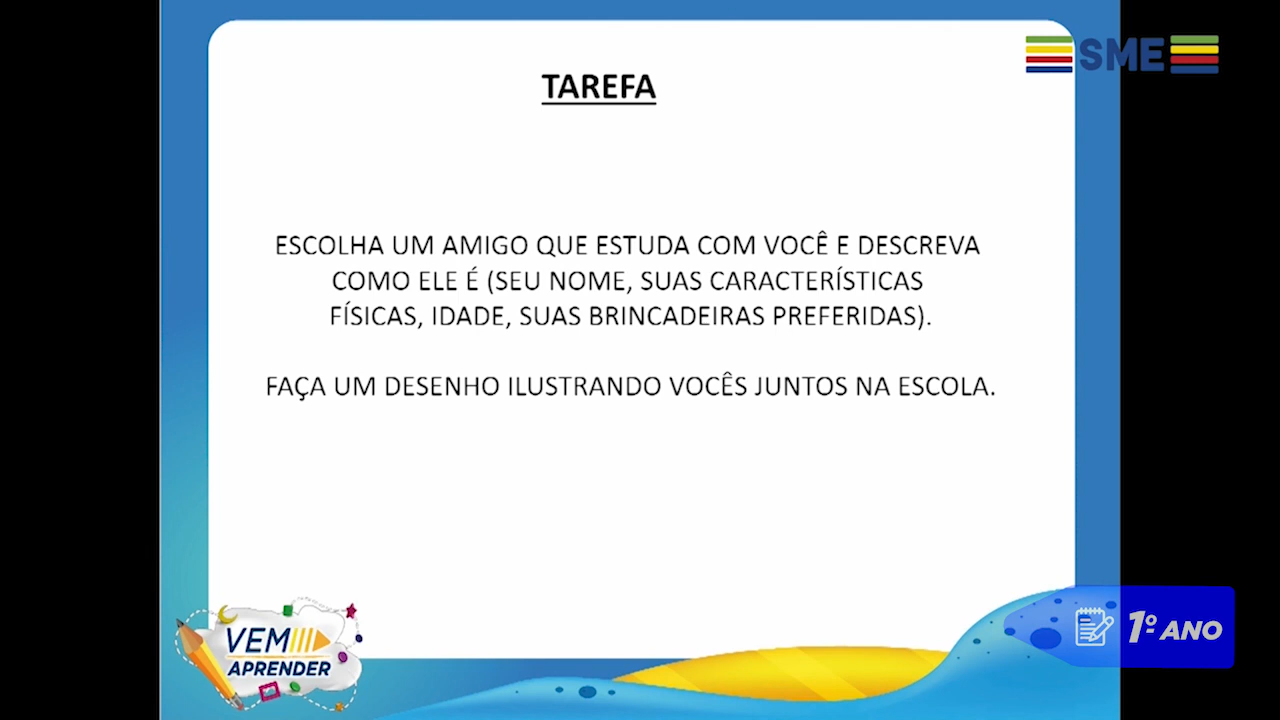 SME
TAREFA
ESCOLHA UM AMIGO QUE ESTUDA COM VOCÊ E DESCREVA
COMO ELE É (SEU NOME, SUAS CARACTERÍSTICAS
FÍSICAS, IDADE, SUAS BRINCADEIRAS PREFERIDAS).
FAÇA UM DESENHO ILUSTRANDO VOCÊS JUNTOS NA ESCOLA.
VEM
APRENDER
1º ANO